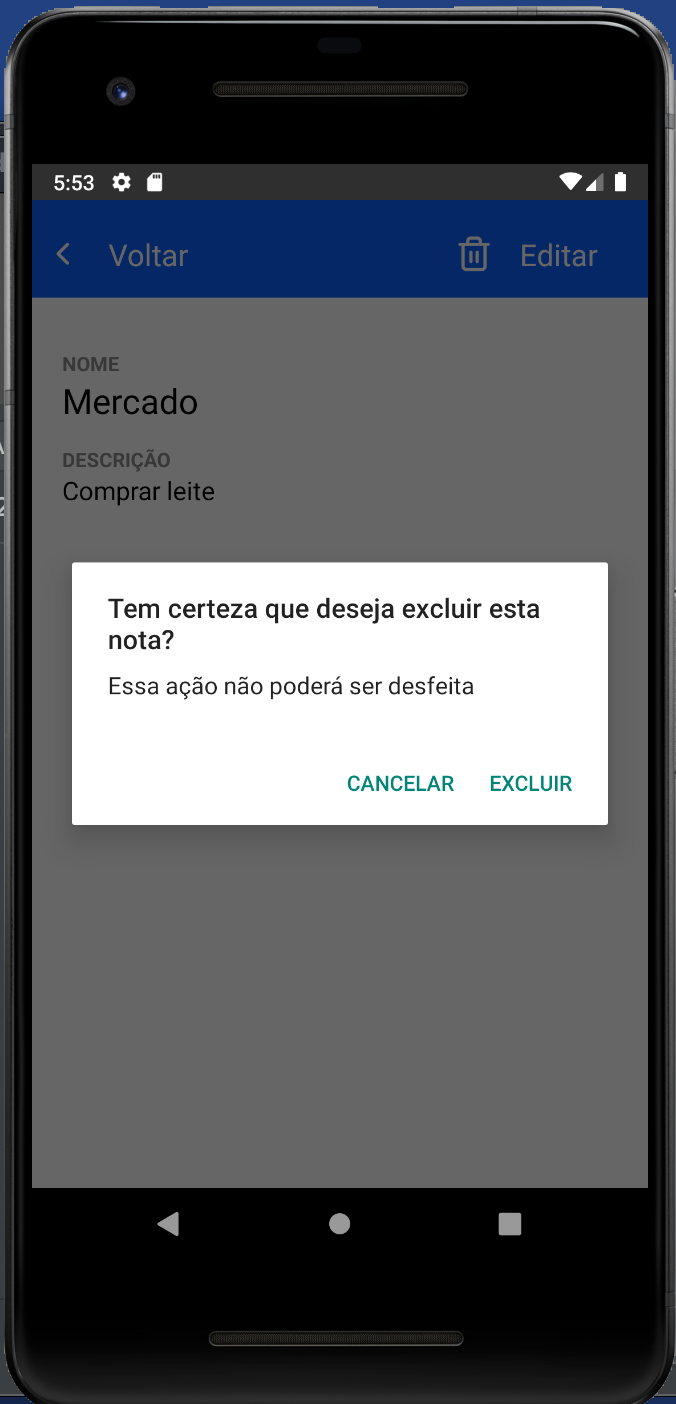 5:53
Voltar
Editar
NOME
Mercado
DESCRIÇÃO
Comprar leite
Tem certeza que deseja excluir esta
nota?
Essa ação não poderá ser desfeita
CANCELAR EXCLUIR